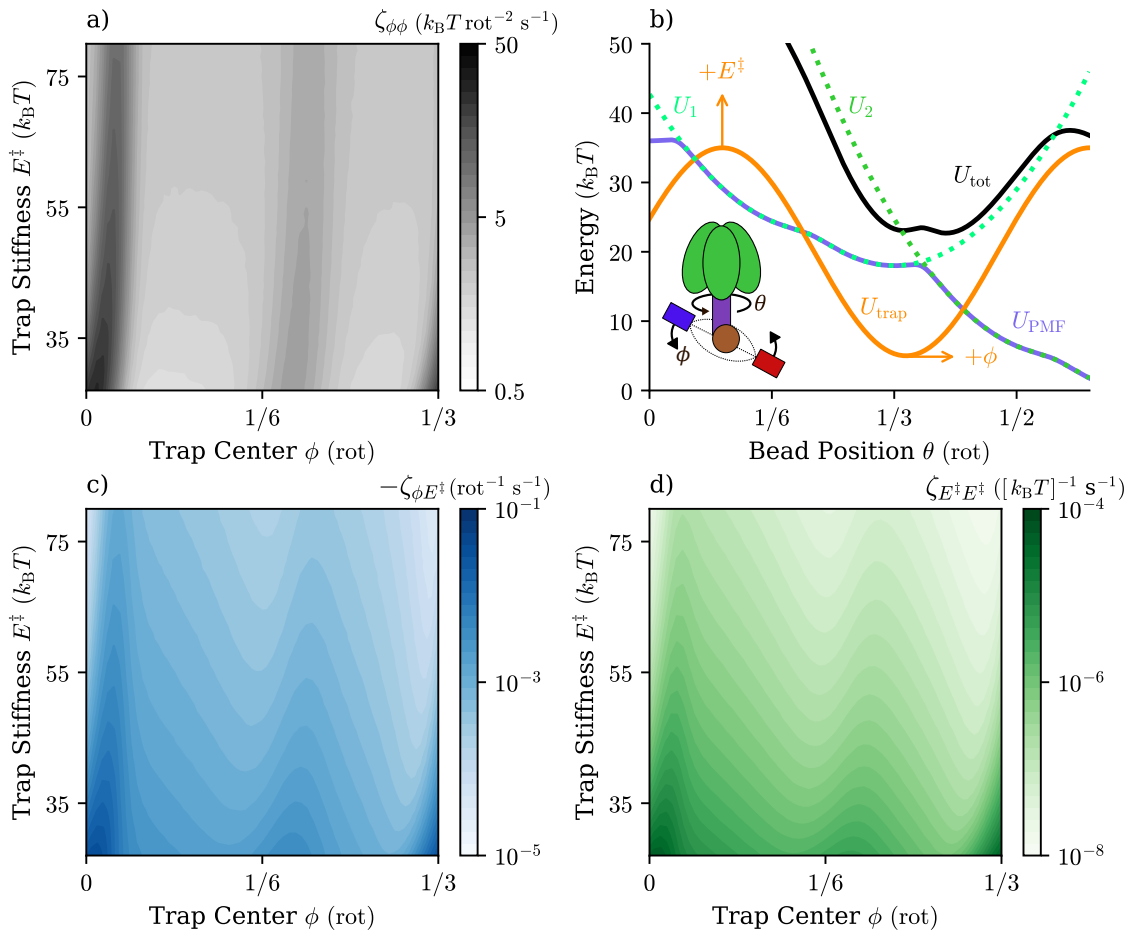 a)
ζ_ϕϕ (k_BT rot⁻² s⁻¹)
Trap Stiffness E‡ (k_BT)
75
55
35
50
5
0.5
0
1/6
1/3
Trap Center ϕ (rot)
b)
Energy (k_BT)
50
40
30
20
10
0
+E‡
U₁
U₂
U_tot
U_trap
U_PMF
θ
ϕ
+ϕ
0
1/6
1/3
1/2
Bead Position θ (rot)
c)
−ζ_ϕE‡ (rot⁻¹ s⁻¹)
Trap Stiffness E‡ (k_BT)
75
55
35
10⁻¹
10⁻³
10⁻⁵
0
1/6
1/3
Trap Center ϕ (rot)
d)
ζ_E‡E‡ ([k_BT]⁻¹ s⁻¹)
Trap Stiffness E‡ (k_BT)
75
55
35
10⁻⁴
10⁻⁶
10⁻⁸
0
1/6
1/3
Trap Center ϕ (rot)